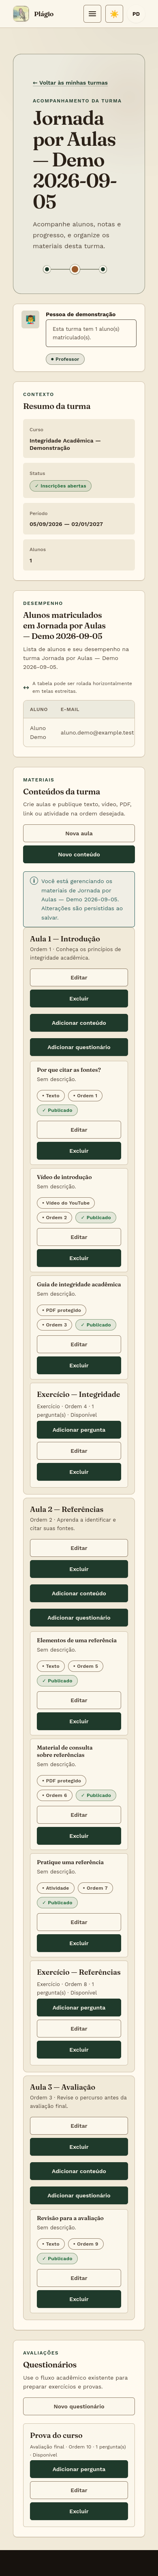 Plágio
PD
← Voltar às minhas turmas
ACOMPANHAMENTO DA TURMA
Jornada
por Aulas
— Demo
2026-09-
05
Acompanhe alunos, notas e
progresso, e organize os
materiais desta turma.
Pessoa de demonstração
Esta turma tem 1 aluno(s)
matriculado(s).
Professor
CONTEXTO
Resumo da turma
Curso
Integridade Acadêmica —
Demonstração
Status
✓ Inscrições abertas
Período
05/09/2026 — 02/01/2027
Alunos
1
DESEMPENHO
Alunos matriculados
em Jornada por Aulas
— Demo 2026-09-05
Lista de alunos e seu desempenho na
turma Jornada por Aulas — Demo
2026-09-05.
↔ A tabela pode ser rolada horizontalmente
em telas estreitas.
ALUNO E-MAIL
Aluno
Demo
aluno.demo@example.test
MATERIAIS
Conteúdos da turma
Crie aulas e publique texto, vídeo, PDF,
link ou atividade na ordem desejada.
Nova aula
Novo conteúdo
Você está gerenciando os
materiais de Jornada por
Aulas — Demo 2026-09-05.
Alterações são persistidas ao
salvar.
Aula 1 — Introdução
Ordem 1 · Conheça os princípios de
integridade acadêmica.
Editar
Excluir
Adicionar conteúdo
Adicionar questionário
Por que citar as fontes?
Sem descrição.
• Texto • Ordem 1
✓ Publicado
Editar
Excluir
Vídeo de introdução
Sem descrição.
• Vídeo do YouTube
• Ordem 2 ✓ Publicado
Editar
Excluir
Guia de integridade acadêmica
Sem descrição.
• PDF protegido
• Ordem 3 ✓ Publicado
Editar
Excluir
Exercício — Integridade
Exercício · Ordem 4 · 1
pergunta(s) · Disponível
Adicionar pergunta
Editar
Excluir
Aula 2 — Referências
Ordem 2 · Aprenda a identificar e
citar suas fontes.
Editar
Excluir
Adicionar conteúdo
Adicionar questionário
Elementos de uma referência
Sem descrição.
• Texto • Ordem 5
✓ Publicado
Editar
Excluir
Material de consulta
sobre referências
Sem descrição.
• PDF protegido
• Ordem 6 ✓ Publicado
Editar
Excluir
Pratique uma referência
Sem descrição.
• Atividade • Ordem 7
✓ Publicado
Editar
Excluir
Exercício — Referências
Exercício · Ordem 8 · 1
pergunta(s) · Disponível
Adicionar pergunta
Editar
Excluir
Aula 3 — Avaliação
Ordem 3 · Revise o percurso antes da
avaliação final.
Editar
Excluir
Adicionar conteúdo
Adicionar questionário
Revisão para a avaliação
Sem descrição.
• Texto • Ordem 9
✓ Publicado
Editar
Excluir
AVALIAÇÕES
Questionários
Use o fluxo acadêmico existente para
preparar exercícios e provas.
Novo questionário
Prova do curso
Avaliação final · Ordem 10 · 1 pergunta(s)
· Disponível
Adicionar pergunta
Editar
Excluir